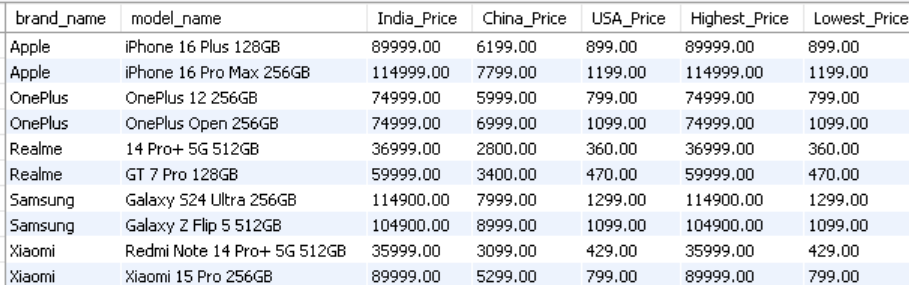 brand_name model_name India_Price China_Price USA_Price Highest_Price Lowest_Price
Apple iPhone 16 Plus 128GB 89999.00 6199.00 899.00 89999.00 899.00
Apple iPhone 16 Pro Max 256GB 114999.00 7799.00 1199.00 114999.00 1199.00
OnePlus OnePlus 12 256GB 74999.00 5999.00 799.00 74999.00 799.00
OnePlus OnePlus Open 256GB 74999.00 6999.00 1099.00 74999.00 1099.00
Realme 14 Pro+ 5G 512GB 36999.00 2800.00 360.00 36999.00 360.00
Realme GT 7 Pro 128GB 59999.00 3400.00 470.00 59999.00 470.00
Samsung Galaxy S24 Ultra 256GB 114900.00 7999.00 1299.00 114900.00 1299.00
Samsung Galaxy Z Flip 5 512GB 104900.00 8999.00 1099.00 104900.00 1099.00
Xiaomi Redmi Note 14 Pro+ 5G 512GB 35999.00 3099.00 429.00 35999.00 429.00
Xiaomi Xiaomi 15 Pro 256GB 89999.00 5299.00 799.00 89999.00 799.00